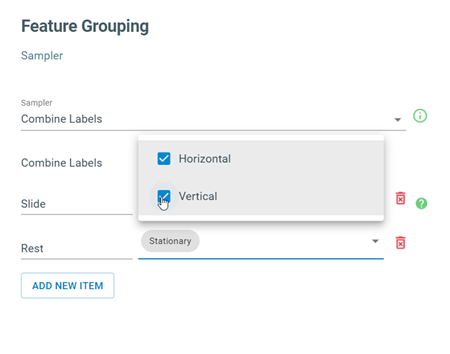 Feature Grouping
Sampler
Sampler
Combine Labels
Combine Labels
Horizontal
Vertical
Slide
Rest
Stationary
ADD NEW ITEM